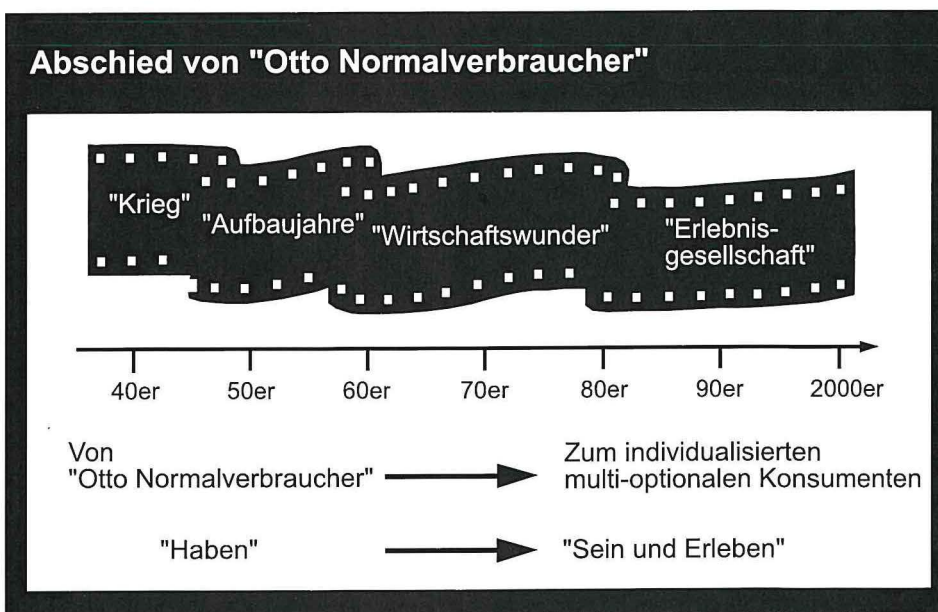 Abschied von "Otto Normalverbraucher"
"Krieg"
"Aufbaujahre"
"Wirtschaftswunder"
"Erlebnis-
gesellschaft"
40er 50er 60er 70er 80er 90er 2000er
Von
"Otto Normalverbraucher"
Zum individualisierten
multi-optionalen Konsumenten
"Haben"
"Sein und Erleben"